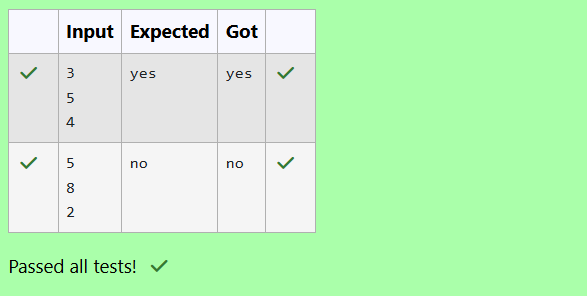 Input Expected Got
3 yes yes
5
4
5 no no
8
2
Passed all tests!